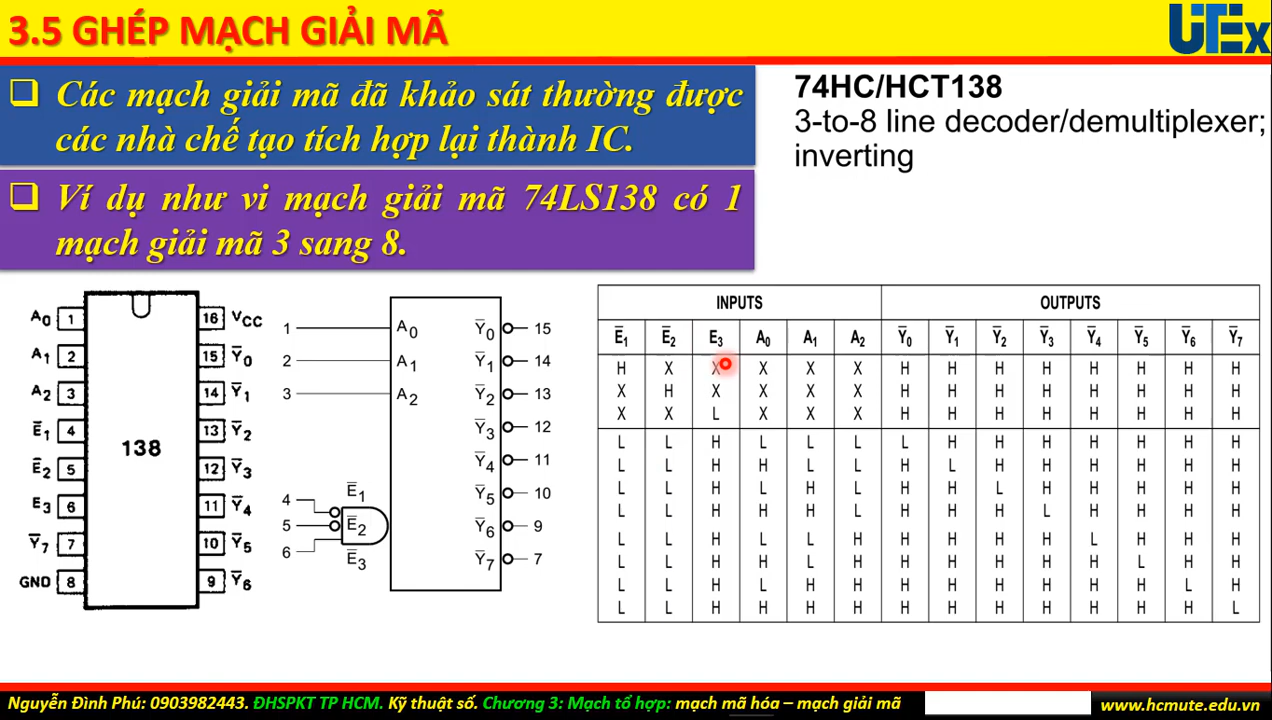 3.5 GHÉP MẠCH GIẢI MÃ
UTEx
Các mạch giải mã đã khảo sát thường được
các nhà chế tạo tích hợp lại thành IC.
Ví dụ như vi mạch giải mã 74LS138 có 1
mạch giải mã 3 sang 8.
74HC/HCT138
3-to-8 line decoder/demultiplexer;
inverting
A0 1
A1 2
A2 3
E̅1 4
E̅2 5
E3 6
Y̅7 7
GND 8
138
16 VCC
15 Y̅0
14 Y̅1
13 Y̅2
12 Y̅3
11 Y̅4
10 Y̅5
9 Y̅6
1 A0 Y̅0 15
2 A1 Y̅1 14
3 A2 Y̅2 13
Y̅3 12
Y̅4 11
4 E̅1 Y̅5 10
5 E̅2 Y̅6 9
6 E̅3 Y̅7 7
INPUTS OUTPUTS
E̅1 E̅2 E3 A0 A1 A2 Y̅0 Y̅1 Y̅2 Y̅3 Y̅4 Y̅5 Y̅6 Y̅7
H X X X X X H H H H H H H H
X H X X X X H H H H H H H H
X X L X X X H H H H H H H H
L L H L L L L H H H H H H H
L L H H L L H L H H H H H H
L L H L H L H H L H H H H H
L L H H H L H H H L H H H H
L L H L L H H H H H L H H H
L L H H L H H H H H H L H H
L L H L H H H H H H H H L H
L L H H H H H H H H H H H L
Nguyễn Đình Phú: 0903982443. ĐHSPKT TP HCM. Kỹ thuật số. Chương 3: Mạch tổ hợp: mạch mã hóa – mạch giải mã
www.hcmute.edu.vn